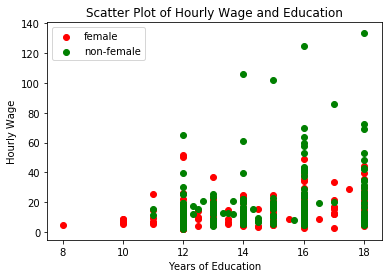 Scatter Plot of Hourly Wage and Education
female
non-female
Hourly Wage
140
120
100
80
60
40
20
0
8 10 12 14 16 18
Years of Education